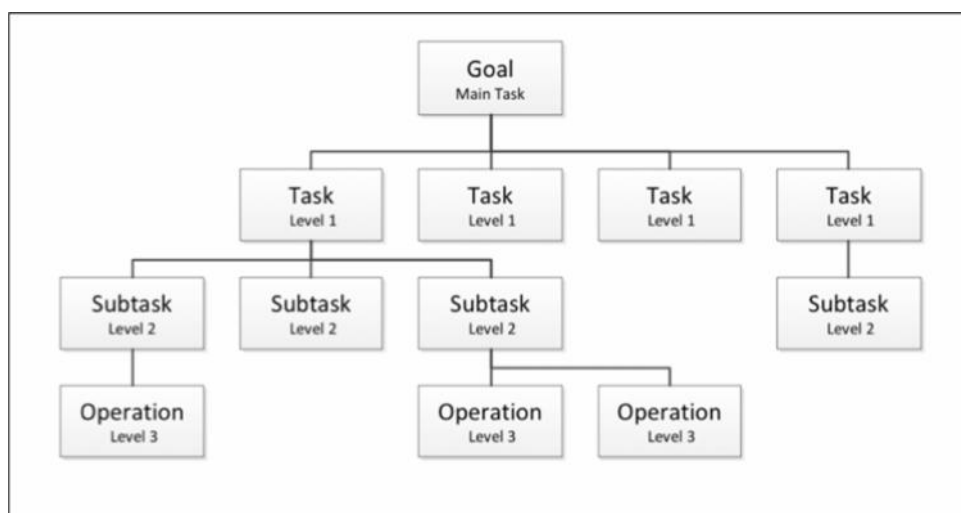 Goal
Main Task
Task
Level 1
Task
Level 1
Task
Level 1
Task
Level 1
Subtask
Level 2
Subtask
Level 2
Subtask
Level 2
Subtask
Level 2
Operation
Level 3
Operation
Level 3
Operation
Level 3